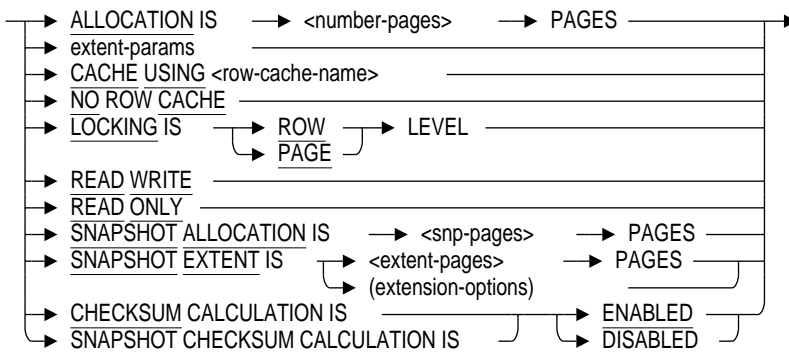 ALLOCATION IS <number-pages> PAGES
extent-params
CACHE USING <row-cache-name>
NO ROW CACHE
LOCKING IS ROW LEVEL
PAGE
READ WRITE
READ ONLY
SNAPSHOT ALLOCATION IS <snp-pages> PAGES
SNAPSHOT EXTENT IS <extent-pages> PAGES
(extension-options)
CHECKSUM CALCULATION IS ENABLED
SNAPSHOT CHECKSUM CALCULATION IS DISABLED